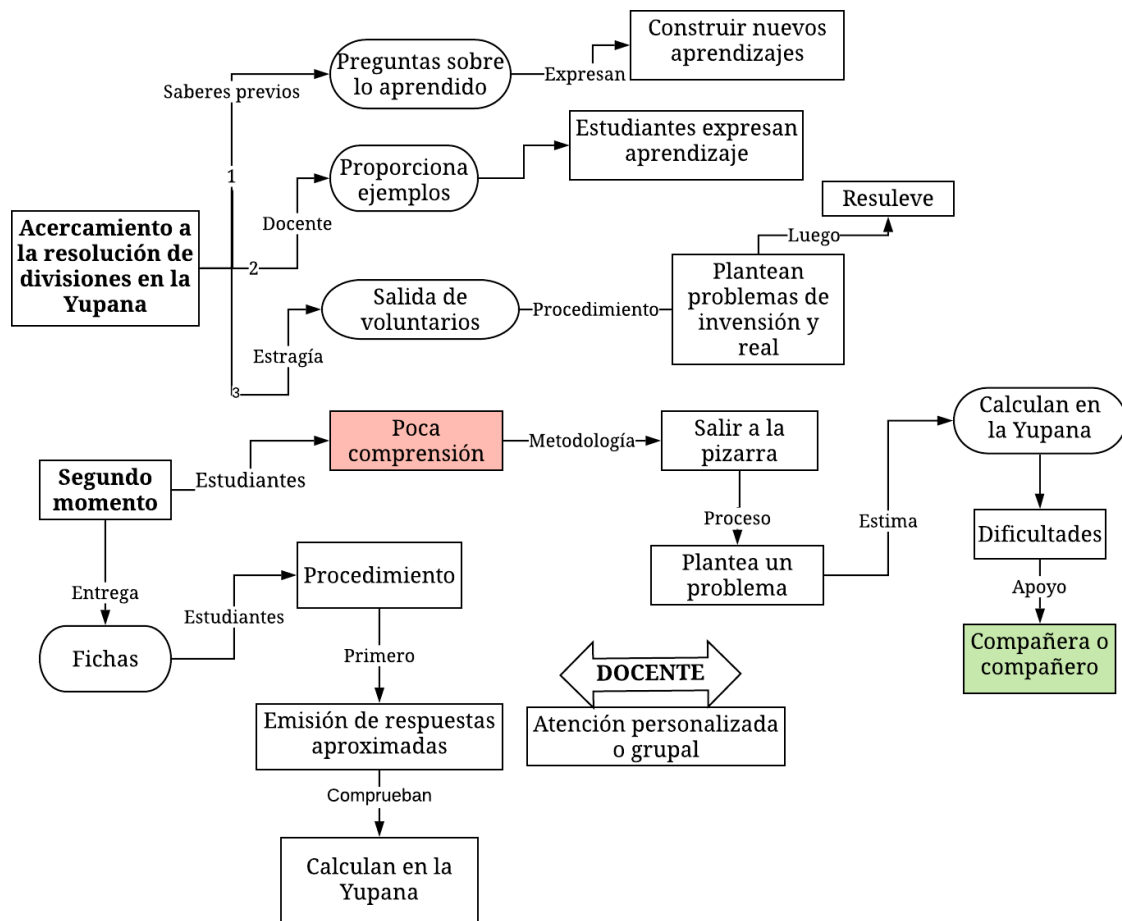 Construir nuevos
aprendizajes
Preguntas sobre
lo aprendido
Expresan
Saberes previos
Estudiantes expresan
aprendizaje
Proporciona
ejemplos
1
Resuleve
Docente
Luego
Acercamiento a
la resolución de
divisiones en la
Yupana
2
Plantean
problemas de
invensión y
real
Salida de
voluntarios
Procedimiento
Estragía
3
Calculan en
la Yupana
Poca
comprensión
Metodología
Salir a la
pizarra
Segundo
momento
Estudiantes
Proceso
Estima
Dificultades
Plantea un
problema
Procedimiento
Entrega
Estudiantes
Apoyo
Fichas
Primero
Compañera o
compañero
DOCENTE
Emisión de respuestas
aproximadas
Atención personalizada
o grupal
Comprueban
Calculan en la
Yupana